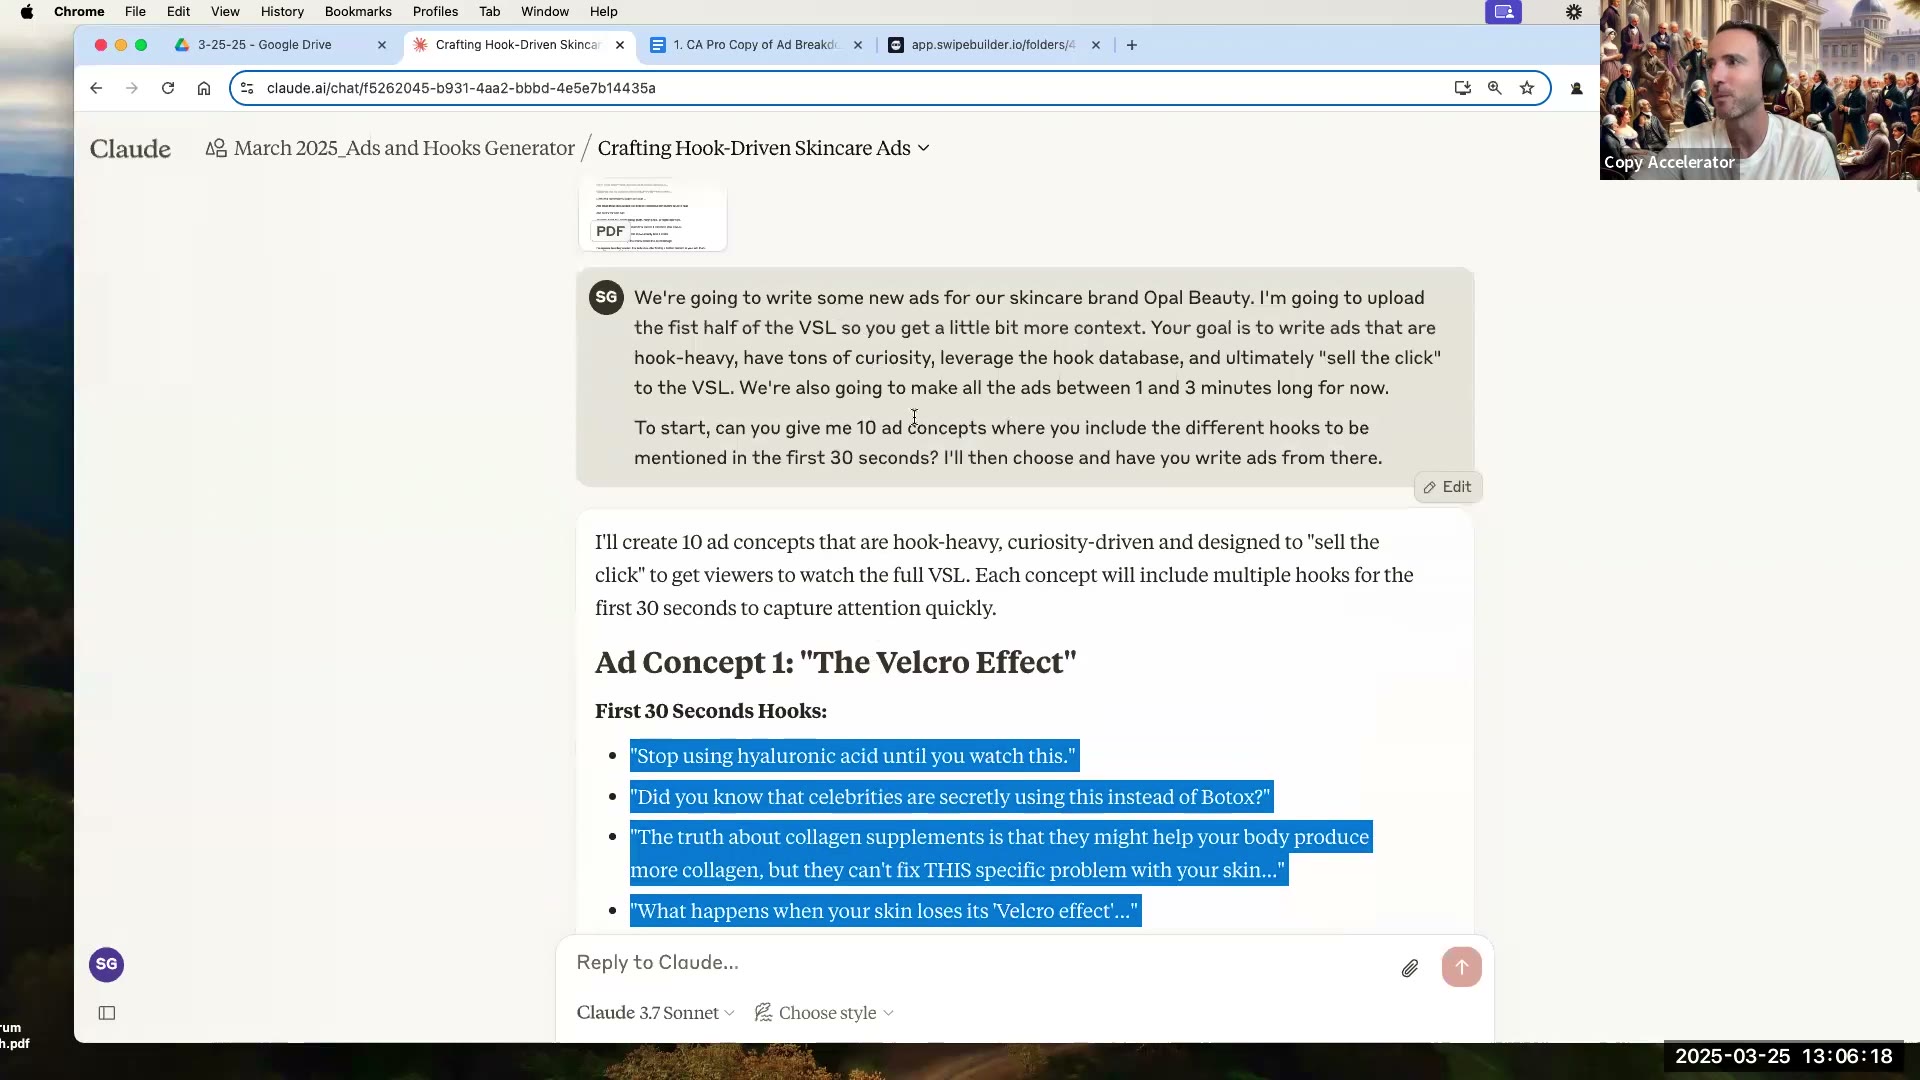 Chrome File Edit View History Bookmarks Profiles Tab Window Help
3-25-25 - Google Drive
Crafting Hook-Driven Skincar
1. CA Pro Copy of Ad Breakd
app.swipebuilder.io/folders/4
claude.ai/chat/f5262045-b931-4aa2-bbbd-4e5e7b14435a
Copy Accelerator
Claude
March 2025_Ads and Hooks Generator / Crafting Hook-Driven Skincare Ads
PDF
SG
We're going to write some new ads for our skincare brand Opal Beauty. I'm going to upload
the fist half of the VSL so you get a little bit more context. Your goal is to write ads that are
hook-heavy, have tons of curiosity, leverage the hook database, and ultimately "sell the click"
to the VSL. We're also going to make all the ads between 1 and 3 minutes long for now.
To start, can you give me 10 ad concepts where you include the different hooks to be
mentioned in the first 30 seconds? I'll then choose and have you write ads from there.
Edit
I'll create 10 ad concepts that are hook-heavy, curiosity-driven and designed to "sell the
click" to get viewers to watch the full VSL. Each concept will include multiple hooks for the
first 30 seconds to capture attention quickly.
Ad Concept 1: "The Velcro Effect"
First 30 Seconds Hooks:
• "Stop using hyaluronic acid until you watch this."
• "Did you know that celebrities are secretly using this instead of Botox?"
• "The truth about collagen supplements is that they might help your body produce
more collagen, but they can't fix THIS specific problem with your skin..."
• "What happens when your skin loses its 'Velcro effect'..."
SG
Reply to Claude...
Claude 3.7 Sonnet
Choose style
rum
h.pdf
2025-03-25 13:06:18